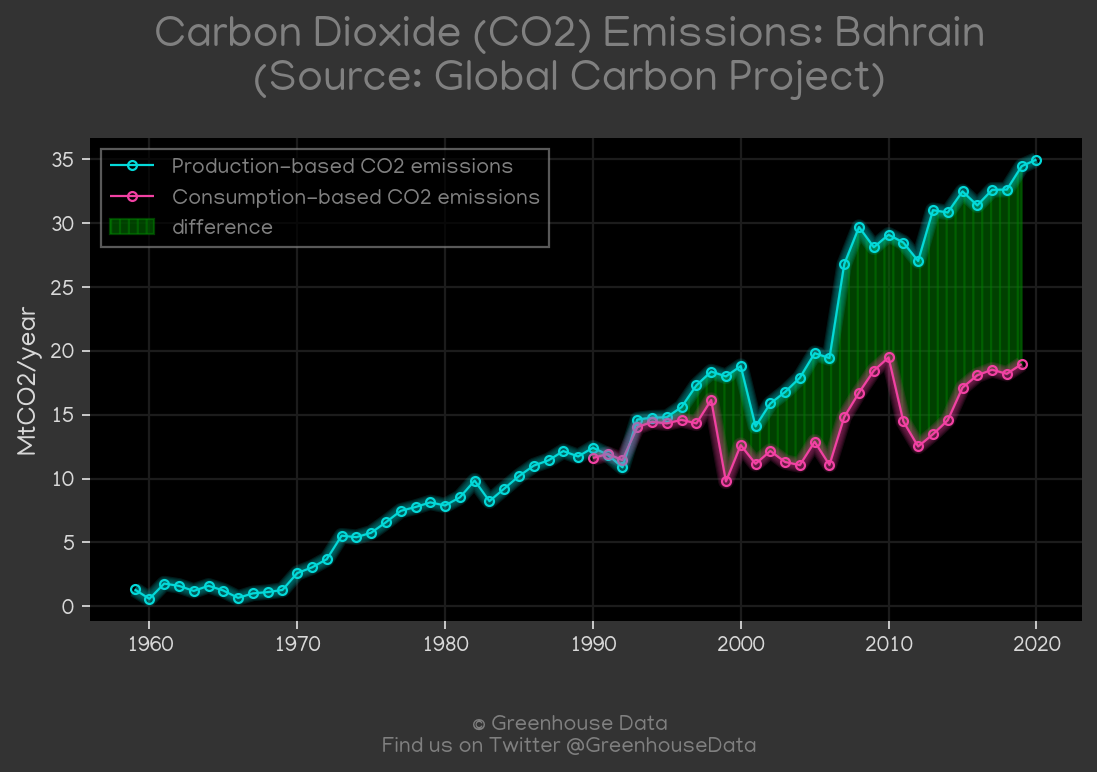 Carbon Dioxide (CO2) Emissions: Bahrain
(Source: Global Carbon Project)
Production-based CO2 emissions
Consumption-based CO2 emissions
difference
MtCO2/year
35
30
25
20
15
10
5
0
1960 1970 1980 1990 2000 2010 2020
© Greenhouse Data
Find us on Twitter @GreenhouseData